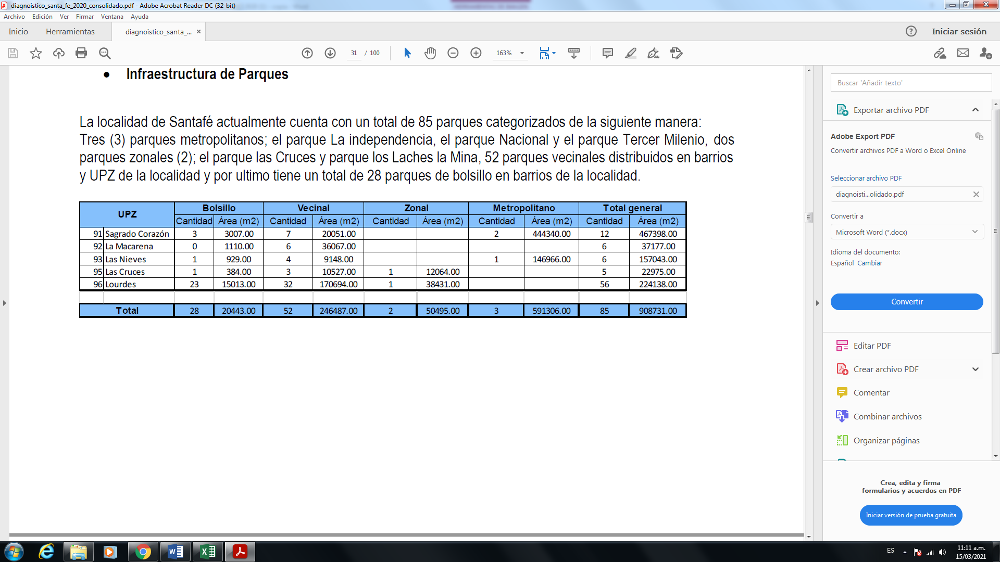 diagnoistico_santa_fe_2020_consolidado.pdf - Adobe Acrobat Reader DC (32-bit)
Archivo Edición Ver Firmar Ventana Ayuda
Inicio Herramientas diagnoistico_santa_... × Iniciar sesión
31 / 100 163%
• Infraestructura de Parques
La localidad de Santafé actualmente cuenta con un total de 85 parques categorizados de la siguiente manera:
Tres (3) parques metropolitanos; el parque La independencia, el parque Nacional y el parque Tercer Milenio, dos
parques zonales (2); el parque las Cruces y parque los Laches la Mina, 52 parques vecinales distribuidos en barrios
y UPZ de la localidad y por ultimo tiene un total de 28 parques de bolsillo en barrios de la localidad.
UPZ Bolsillo Vecinal Zonal Metropolitano Total general
Cantidad Área (m2) Cantidad Área (m2) Cantidad Área (m2) Cantidad Área (m2) Cantidad Área (m2)
91 Sagrado Corazón 3 3007.00 7 20051.00 2 444340.00 12 467398.00
92 La Macarena 0 1110.00 6 36067.00 6 37177.00
93 Las Nieves 1 929.00 4 9148.00 1 146966.00 6 157043.00
95 Las Cruces 1 384.00 3 10527.00 1 12064.00 5 22975.00
96 Lourdes 23 15013.00 32 170694.00 1 38431.00 56 224138.00
Total 28 20443.00 52 246487.00 2 50495.00 3 591306.00 85 908731.00
Buscar 'Añadir texto'
Exportar archivo PDF
Adobe Export PDF
Convertir archivos PDF a Word o Excel Online
Seleccionar archivo PDF
diagnoisti...olidado.pdf
Convertir a
Microsoft Word (*.docx)
Idioma del documento:
Español Cambiar
Convertir
Editar PDF
Crear archivo PDF
Comentar
Combinar archivos
Organizar páginas
Crea, edita y firma
formularios y acuerdos en PDF
Iniciar versión de prueba gratuita
ES 11:11 a.m.
15/03/2021